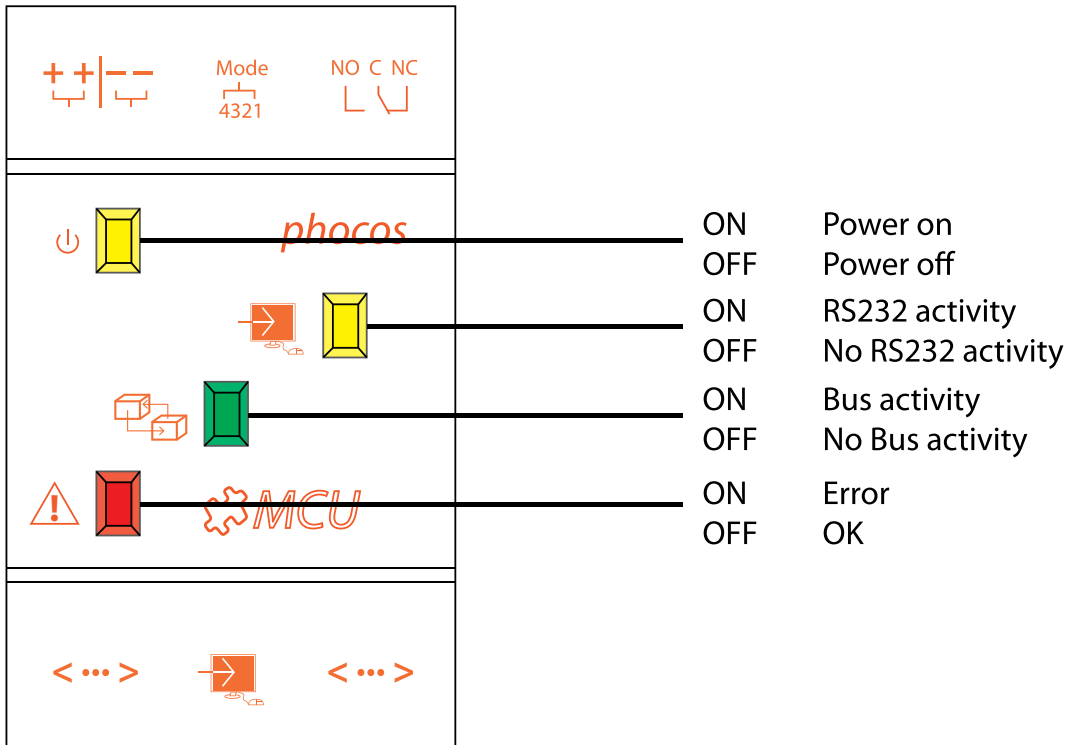 + + | − −
Mode
4321
NO C NC
phocos
ON Power on
OFF Power off
ON RS232 activity
OFF No RS232 activity
ON Bus activity
OFF No Bus activity
MCU
ON Error
OFF OK
< ••• >
< ••• >